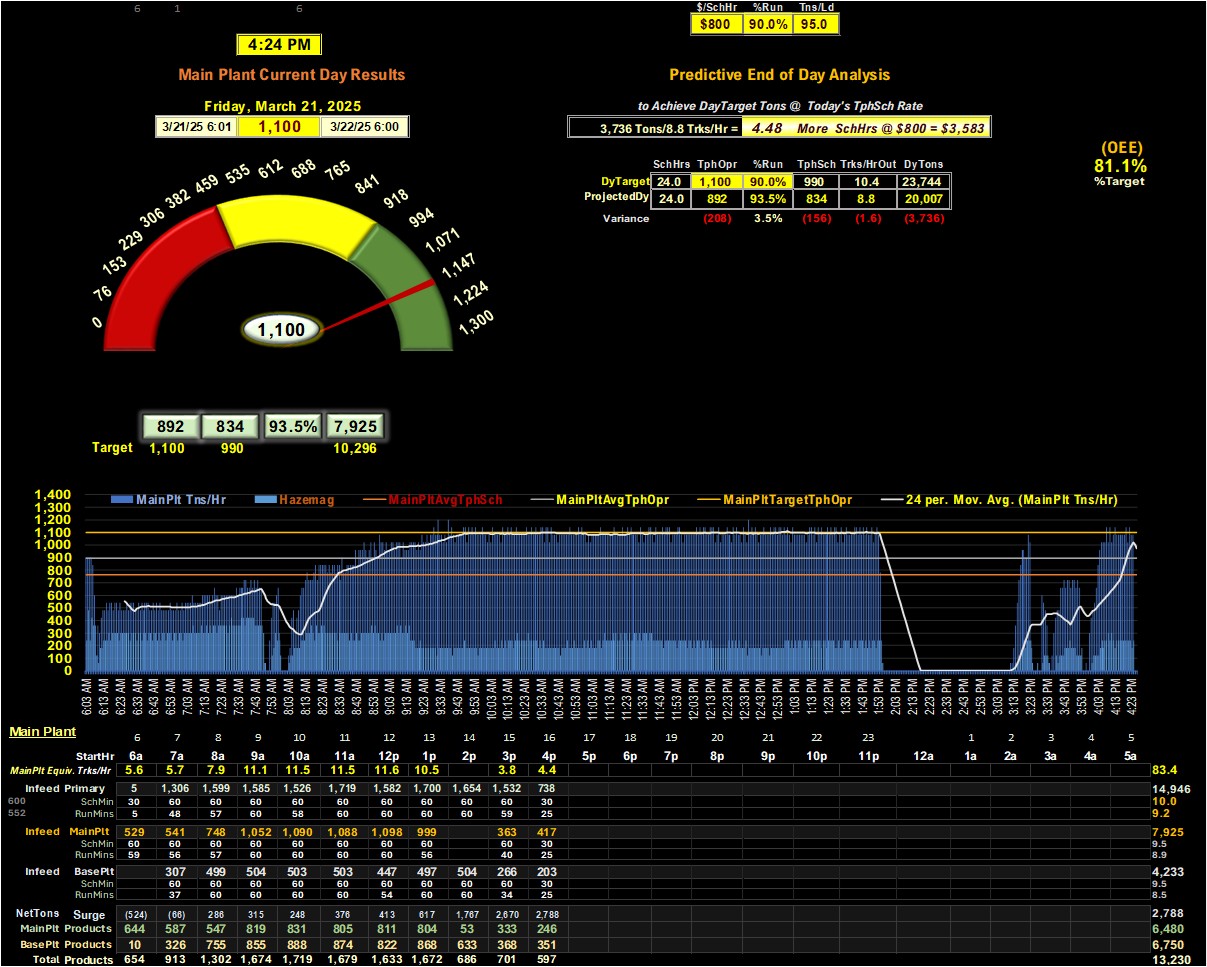 6 1 6
$/SchHr %Run Tns/Ld
$800 90.0% 95.0
4:24 PM
Main Plant Current Day Results
Predictive End of Day Analysis
Friday, March 21, 2025
to Achieve DayTarget Tons @ Today's TphSch Rate
3/21/25 6:01 1,100 3/22/25 6:00
3,736 Tons/8.8 Trks/Hr = 4.48 More SchHrs @ $800 = $3,583
(OEE)
81.1%
%Target
SchHrs TphOpr %Run TphSch Trks/HrOut DyTons
DyTarget 24.0 1,100 90.0% 990 10.4 23,744
ProjectedDy 24.0 892 93.5% 834 8.8 20,007
Variance (208) 3.5% (156) (1.6) (3,736)
0 76 153 229 306 382 459 535 612 688 765 841 918 994 1,071 1,147 1,224 1,300
1,100
892 834 93.5% 7,925
Target 1,100 990 10,296
MainPlt Tns/Hr Hazemag MainPltAvgTphSch MainPltAvgTphOpr MainPltTargetTphOpr 24 per. Mov. Avg. (MainPlt Tns/Hr)
1,400
1,300
1,200
1,100
1,000
900
800
700
600
500
400
300
200
100
0
6:03 AM 6:13 AM 6:23 AM 6:33 AM 6:43 AM 6:53 AM 7:03 AM 7:13 AM 7:23 AM 7:33 AM 7:43 AM 7:53 AM 8:03 AM 8:13 AM 8:23 AM 8:33 AM 8:43 AM 8:53 AM 9:03 AM 9:13 AM 9:23 AM 9:33 AM 9:43 AM 9:53 AM 10:03 AM 10:13 AM 10:23 AM 10:33 AM 10:43 AM 10:53 AM 11:03 AM 11:13 AM 11:23 AM 11:33 AM 11:43 AM 11:53 AM 12:03 PM 12:13 PM 12:23 PM 12:33 PM 12:43 PM 12:53 PM 1:03 PM 1:13 PM 1:23 PM 1:33 PM 1:43 PM 1:53 PM 2:03 PM 2:13 PM 2:23 PM 2:33 PM 2:43 PM 2:53 PM 3:03 PM 3:13 PM 3:23 PM 3:33 PM 3:43 PM 3:53 PM 4:03 PM 4:13 PM 4:23 PM
Main Plant
6 7 8 9 10 11 12 13 14 15 16 17 18 19 20 21 22 23 1 2 3 4 5
StartHr 6a 7a 8a 9a 10a 11a 12p 1p 2p 3p 4p 5p 6p 7p 8p 9p 10p 11p 12a 1a 2a 3a 4a 5a
MainPlt Equiv. Trks/Hr 5.6 5.7 7.9 11.1 11.5 11.5 11.6 10.5 3.8 4.4 83.4
Infeed Primary 5 1,306 1,599 1,585 1,526 1,719 1,582 1,700 1,654 1,532 738 14,946
600 SchMin 30 60 60 60 60 60 60 60 60 60 30 10.0
552 RunMins 5 48 57 60 58 60 60 60 60 59 25 9.2
Infeed MainPlt 529 541 748 1,052 1,090 1,088 1,098 999 363 417 7,925
SchMin 60 60 60 60 60 60 60 60 60 30 9.5
RunMins 59 56 57 60 60 60 60 56 40 25 8.9
Infeed BasePlt 307 499 504 503 503 447 497 504 266 203 4,233
SchMin 60 60 60 60 60 60 60 60 60 30 9.5
RunMins 37 60 60 60 60 54 60 60 34 25 8.5
NetTons Surge (524) (66) 286 315 248 376 413 617 1,767 2,670 2,788 2,788
MainPlt Products 644 587 547 819 831 805 811 804 53 333 246 6,480
BasePlt Products 10 326 755 855 888 874 822 868 633 368 351 6,750
Total Products 654 913 1,302 1,674 1,719 1,679 1,633 1,672 686 701 597 13,230